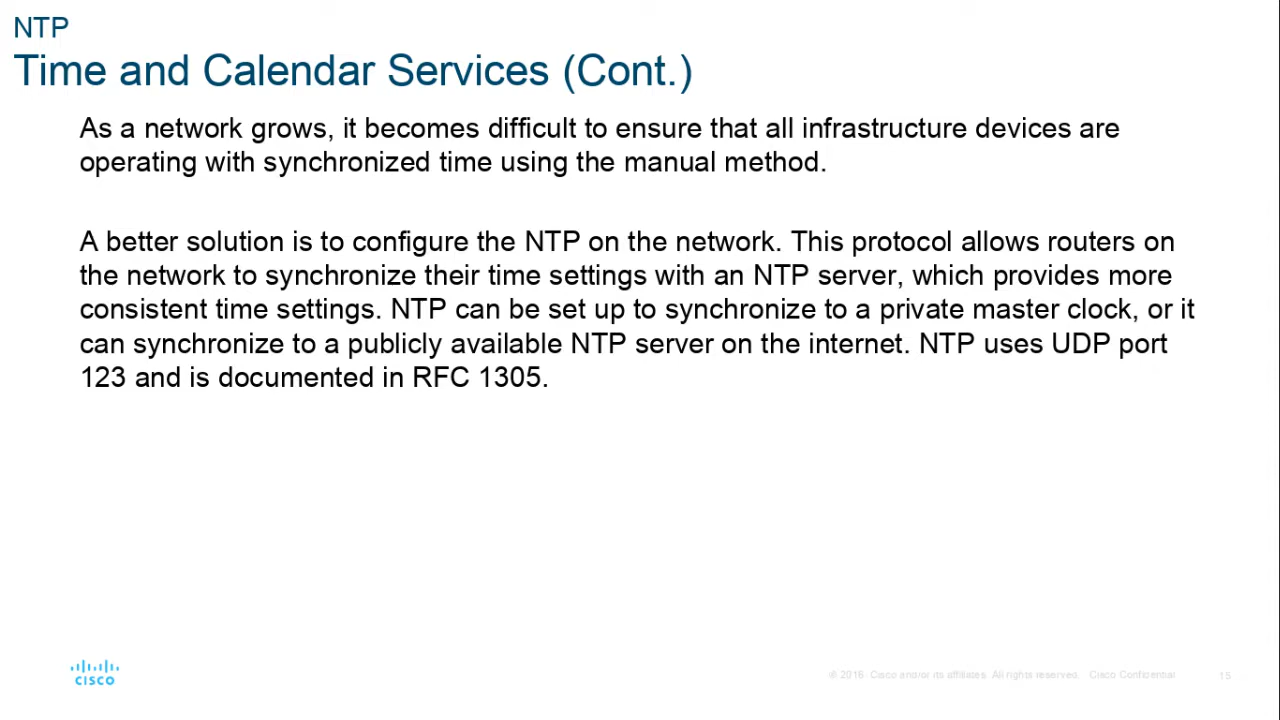 NTP
Time and Calendar Services (Cont.)
As a network grows, it becomes difficult to ensure that all infrastructure devices are
operating with synchronized time using the manual method.
A better solution is to configure the NTP on the network. This protocol allows routers on
the network to synchronize their time settings with an NTP server, which provides more
consistent time settings. NTP can be set up to synchronize to a private master clock, or it
can synchronize to a publicly available NTP server on the internet. NTP uses UDP port
123 and is documented in RFC 1305.
CISCO
© 2016 Cisco and/or its affiliates. All rights reserved. Cisco Confidential 15